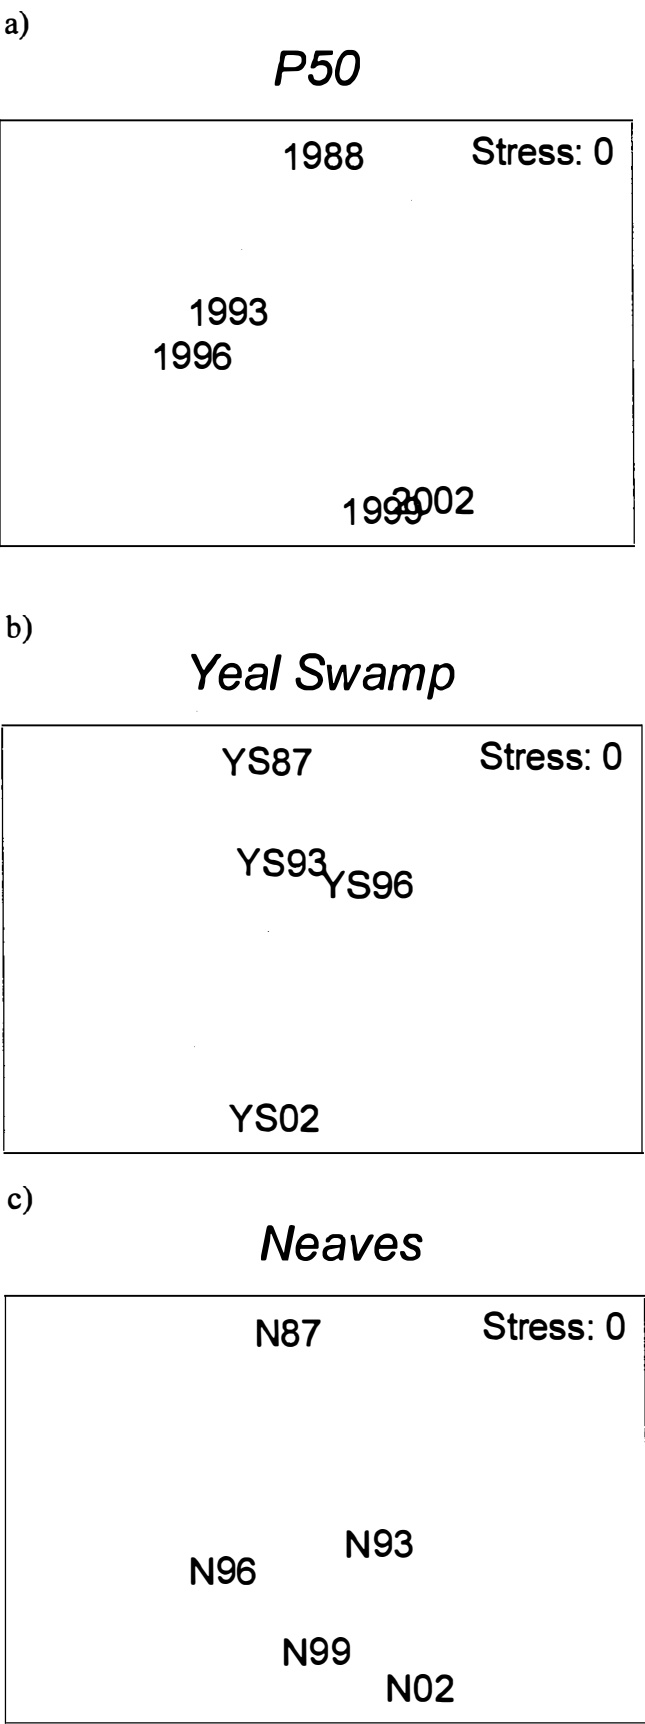 a)
P50
1988
Stress: 0
1993
1996
2002
1999
b)
Yeal Swamp
YS87
Stress: 0
YS93
YS96
YS02
c)
Neaves
N87
Stress: 0
N93
N96
N99
N02